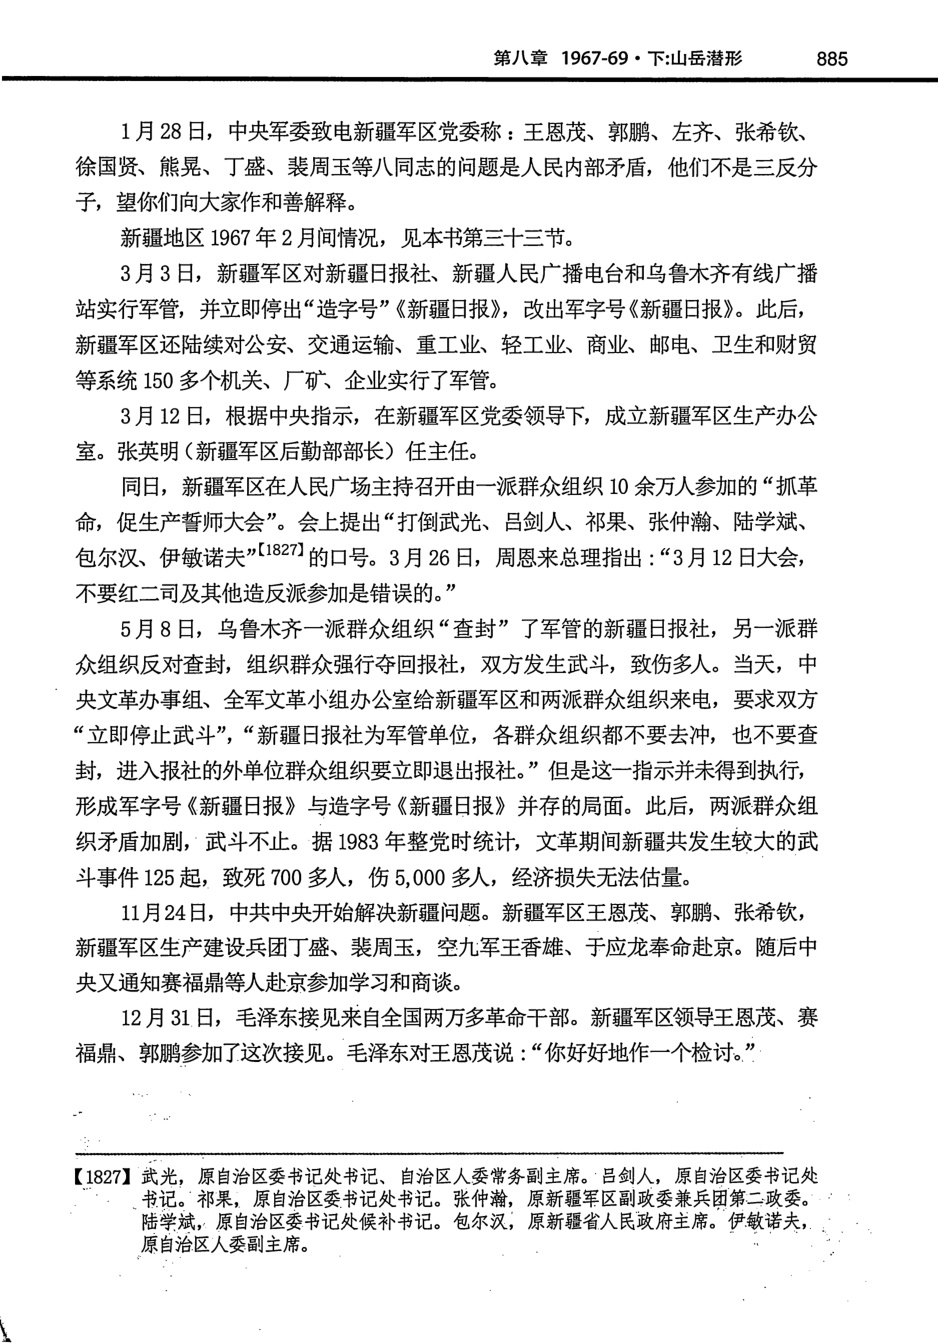 第八章 1967-69·下:山岳潜形 885
1月28日，中央军委致电新疆军区党委称：王恩茂、郭鹏、左齐、张希钦、
徐国贤、熊晃、丁盛、裴周玉等八同志的问题是人民内部矛盾，他们不是三反分
子，望你们向大家作和善解释。
新疆地区1967年2月间情况，见本书第三十三节。
3月3日，新疆军区对新疆日报社、新疆人民广播电台和乌鲁木齐有线广播
站实行军管，并立即停出“造字号”《新疆日报》，改出军字号《新疆日报》。此后，
新疆军区还陆续对公安、交通运输、重工业、轻工业、商业、邮电、卫生和财贸
等系统150多个机关、厂矿、企业实行了军管。
3月12日，根据中央指示，在新疆军区党委领导下，成立新疆军区生产办公
室。张英明（新疆军区后勤部部长）任主任。
同日，新疆军区在人民广场主持召开由一派群众组织10余万人参加的“抓革
命，促生产誓师大会”。会上提出“打倒武光、吕剑人、祁果、张仲瀚、陆学斌、
包尔汉、伊敏诺夫”【1827】的口号。3月26日，周恩来总理指出：“3月12日大会，
不要红二司及其他造反派参加是错误的。”
5月8日，乌鲁木齐一派群众组织“查封”了军管的新疆日报社，另一派群
众组织反对查封，组织群众强行夺回报社，双方发生武斗，致伤多人。当天，中
央文革办事组、全军文革小组办公室给新疆军区和两派群众组织来电，要求双方
“立即停止武斗”，“新疆日报社为军管单位，各群众组织都不要去冲，也不要查
封，进入报社的外单位群众组织要立即退出报社。”但是这一指示并未得到执行，
形成军字号《新疆日报》与造字号《新疆日报》并存的局面。此后，两派群众组
织矛盾加剧，武斗不止。据1983年整党时统计，文革期间新疆共发生较大的武
斗事件125起，致死700多人，伤5,000多人，经济损失无法估量。
11月24日，中共中央开始解决新疆问题。新疆军区王恩茂、郭鹏、张希钦，
新疆军区生产建设兵团丁盛、裴周玉，空九军王香雄、于应龙奉命赴京。随后中
央又通知赛福鼎等人赴京参加学习和商谈。
12月31日，毛泽东接见来自全国两万多革命干部。新疆军区领导王恩茂、赛
福鼎、郭鹏参加了这次接见。毛泽东对王恩茂说：“你好好地作一个检讨。”
【1827】武光，原自治区委书记处书记、自治区人委常务副主席。吕剑人，原自治区委书记处
书记。祁果，原自治区委书记处书记。张仲瀚，原新疆军区副政委兼兵团第二政委。
陆学斌，原自治区委书记处候补书记。包尔汉，原新疆省人民政府主席。伊敏诺夫，
原自治区人委副主席。